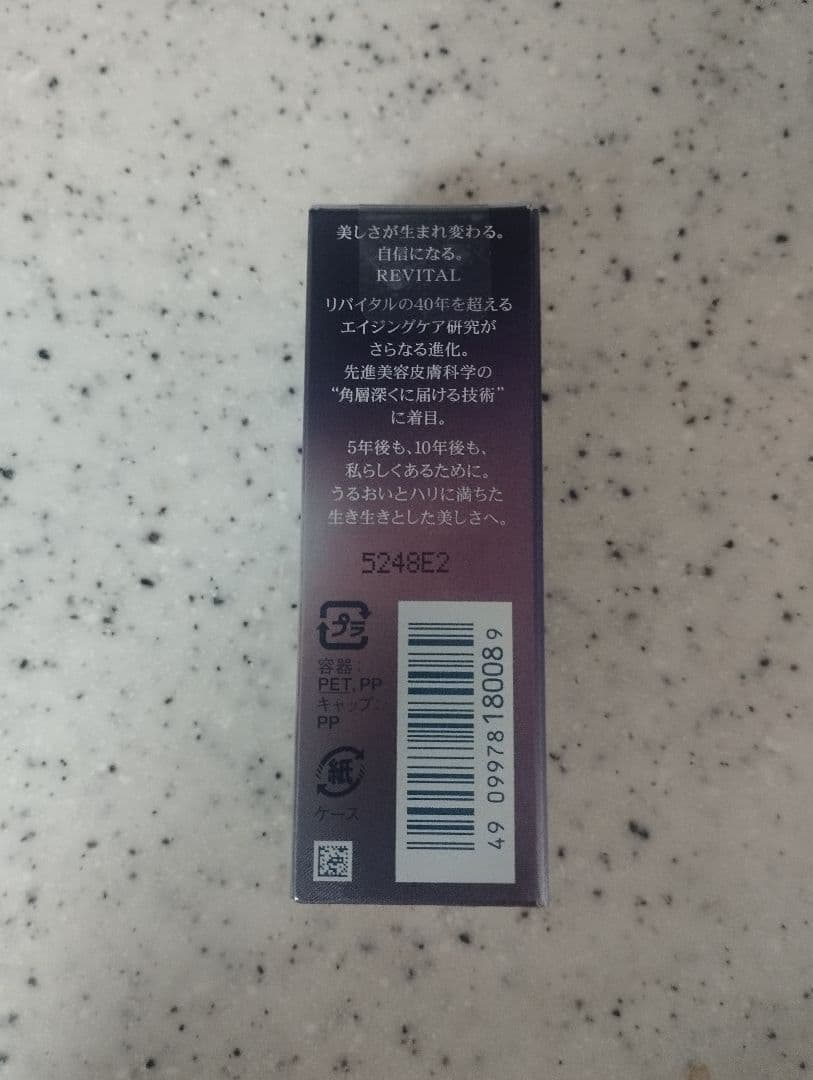 美しさが生まれ変わる。
自信になる。
REVITAL
リバイタルの40年を超える
エイジングケア研究が
さらなる進化。
先進美容皮膚科学の
“角層深くに届ける技術”
に着目。
5年後も、10年後も、
私らしくあるために。
うるおいとハリに満ちた
生き生きとした美しさへ。
5248E2
プラ
容器：
PET, PP
キャップ：
PP
紙
ケース
49 09978 180089